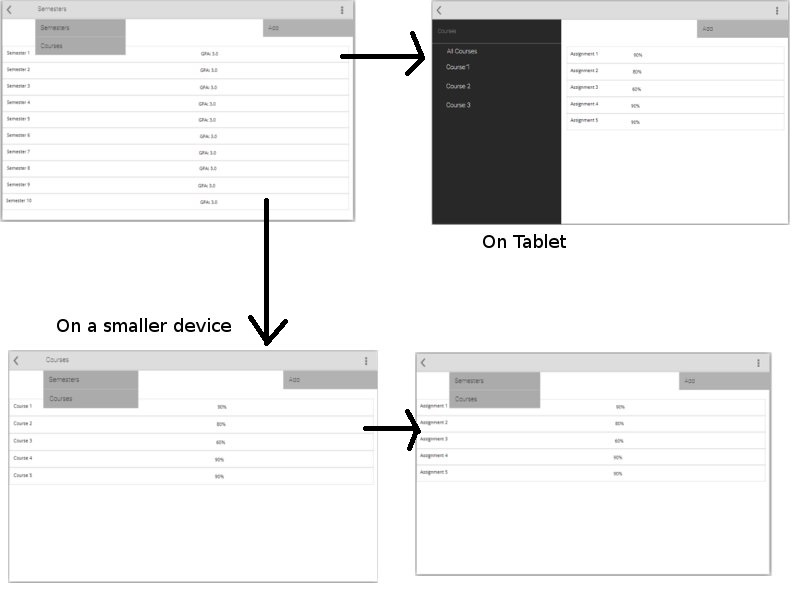 Semesters
Semesters
Courses
Add
Semester 1 GPA: 3.0
Semester 2 GPA: 3.0
Semester 3 GPA: 3.0
Semester 4 GPA: 3.0
Semester 5 GPA: 3.0
Semester 6 GPA: 3.0
Semester 7 GPA: 3.0
Semester 8 GPA: 3.0
Semester 9 GPA: 3.0
Semester 10 GPA: 3.0
Courses
All Courses
Course 1
Course 2
Course 3
Add
Assignment 1 90%
Assignment 2 80%
Assignment 3 60%
Assignment 4 90%
Assignment 5 90%
On Tablet
On a smaller device
Courses
Semesters
Courses
Add
Course 1 90%
Course 2 80%
Course 3 60%
Course 4 90%
Course 5 90%
Semesters
Courses
Add
Assignment 1 90%
Assignment 2 80%
Assignment 3 60%
Assignment 4 90%
Assignment 5 90%